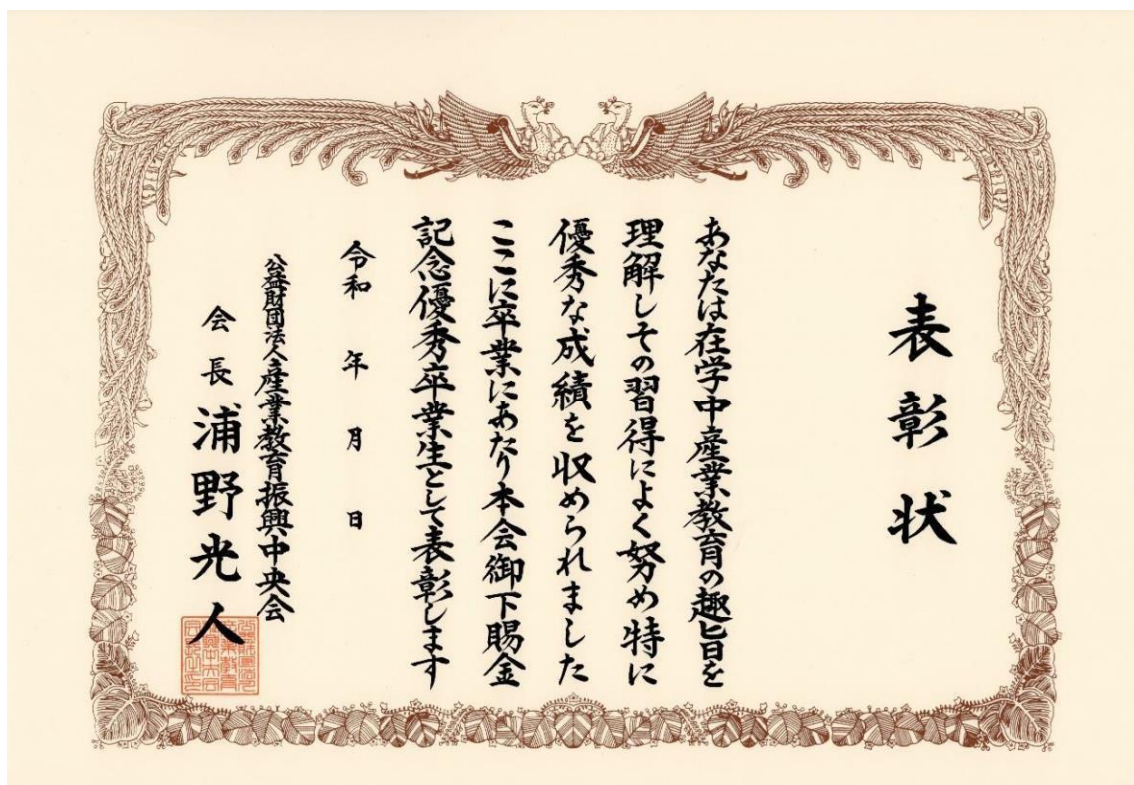 表彰状
あなたは在学中産業教育の趣旨を
理解しその習得によく努め特に
優秀な成績を収められました
ここに卒業にあたり本会御下賜金
記念優秀卒業生として表彰します
令和 年 月 日
公益財団法人産業教育振興中央会
会長 浦野光人